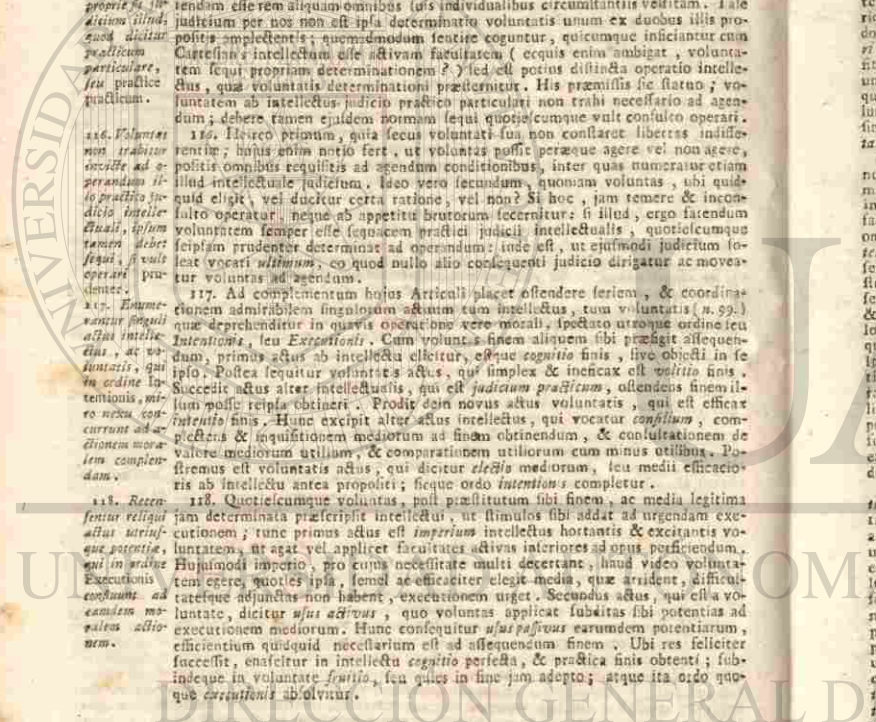 proprie sit ju-
dicium illud,
quod dicitur
practicum
particulare,
seu practice
practicum.
tendam esse rem aliquam omnibus suis individualibus circumstantiis vestitam. Tale
judicium per nos non est ipsa determinatio voluntatis unum ex duobus illis pro-
positis amplectentis; quemadmodum sentire coguntur, quicumque inficiantur cum
Cartesianis intellectum esse activam facultatem (ecquis enim ambigat, volunta-
tem sequi propriam determinationem?) sed est potius distincta operatio intelle-
ctus, quæ voluntatis determinationi præsternitur. His præmissis sic statuo; vo-
luntatem ab intellectus judicio practico particulari non trahi necessario ad agen-
dum; debere tamen ejusdem normam sequi quotiescumque vult consulto operari.
116. Voluntas
non trahitur
invicte ad o-
perandum il-
lo practico ju-
dicio intelle-
ctuali, ipsum
tamen debet
sequi, si vult
operari pru-
denter.
116. Heirco primum, quia secus voluntati sua non constaret libertas indiffe-
rentiæ; hujus enim notio fert, ut voluntas possit peræque agere vel non agere,
positis omnibus requisitis ad agendum conditionibus, inter quas numeratur etiam
illud intellectuale judicium. Ideo vero secundum, quoniam voluntas, ubi quid-
quid eligit, vel ducitur certa ratione, vel non? Si hoc, jam temere & incon-
sulto operatur, neque ab appetitu brutorum secernitur: si illud, ergo fatendum
voluntatem semper esse sequacem practici judicii intellectualis, quotiescumque
seipsam prudenter determinat ad operandum: inde est, ut ejusmodi judicium so-
leat vocari ultimum, eo quod nullo alio consequenti judicio dirigatur ac movea-
tur voluntas ad agendum.
117. Enume-
rantur singuli
actus intelle-
ctus, ac vo-
luntatis, qui
in ordine In-
tentionis, mi-
ro nexu con-
currunt ad a-
ctionem mora-
lem complen-
dam.
117. Ad complementum hujus Articuli placet ostendere seriem, & coordina-
tionem admirabilem singulorum actuum tum intellectus, tum voluntatis (n. 99.)
quæ deprehenditur in quavis operatione vere morali, spectato utroque ordine seu
Intentionis, seu Executionis. Cum voluntas finem aliquem sibi præfigit assequen-
dum, primus actus ab intellectu elicitur, estque cognitio finis, sive objecti in se
ipso. Postea sequitur voluntatis actus, qui simplex & inefficax est volitio finis.
Succedit actus alter intellectualis, qui est judicium practicum, ostendens finem il-
lum posse reipsa obtineri. Prodit dein novus actus voluntatis, qui est efficax
intentio finis. Hunc excipit alter actus intellectus, qui vocatur consilium, com-
plectens & inquisitionem mediorum ad finem obtinendum, & consultationem de
valore mediorum utilium, & comparationem utiliorum cum minus utilibus. Po-
stremus est voluntatis actus, qui dicitur electio mediorum, seu medii efficacio-
ris ab intellectu antea propositi; sicque ordo intentionis completur.
118. Recen-
sentur reliqui
actus utrius-
que potentiæ,
qui in ordine
Executionis
confluunt ad
eamdem mo-
ralem actio-
nem.
118. Quotiescumque voluntas, post præstitutum sibi finem, ac media legitima
jam determinata præscripsit intellectui, ut stimulos sibi addat ad urgendam exe-
cutionem; tunc primus actus est imperium intellectus hortantis & excitantis vo-
luntatem, ut agat vel applicet facultates activas inferiores ad opus perficiendum.
Hujusmodi imperio, pro cujus necessitate multi decertant, haud video volunta-
tem egere, quoties ipsa, semel ac efficaciter elegit media, quæ arrident, difficul-
tatesque adjunctas non habent, executionem urget. Secundus actus, qui est a vo-
luntate, dicitur usus activus, quo voluntas applicat subditas sibi potentias ad
executionem mediorum. Hunc consequitur usus passivus earumdem potentiarum,
efficientium quidquid necessarium est ad assequendum finem. Ubi res feliciter
successit, enascitur in intellectu cognitio perfecta, & practica finis obtenti; sub-
indeque in voluntate fruitio, seu quies in fine jam adepto; atque ita ordo quo-
que executionis absolvitur.
DIRECCIÓN GENERAL D